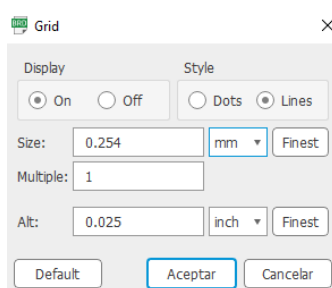 BRD Grid
Display Style
On Off Dots Lines
Size: 0.254 mm Finest
Multiple: 1
Alt: 0.025 inch Finest
Default Aceptar Cancelar